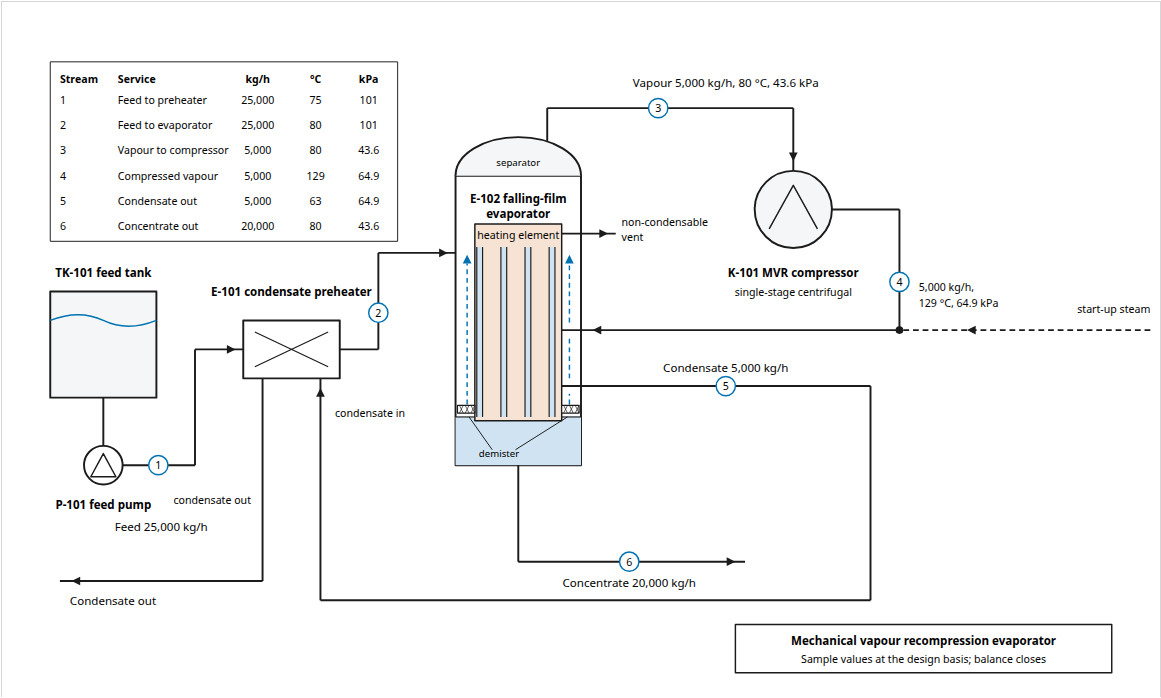 Stream Service kg/h °C kPa
1 Feed to preheater 25,000 75 101
2 Feed to evaporator 25,000 80 101
3 Vapour to compressor 5,000 80 43.6
4 Compressed vapour 5,000 129 64.9
5 Condensate out 5,000 63 64.9
6 Concentrate out 20,000 80 43.6
Vapour 5,000 kg/h, 80 °C, 43.6 kPa
3
separator
E-102 falling-film
evaporator
heating element
non-condensable
vent
K-101 MVR compressor
single-stage centrifugal
4
5,000 kg/h,
129 °C, 64.9 kPa
start-up steam
TK-101 feed tank
E-101 condensate preheater
2
Condensate 5,000 kg/h
5
condensate in
demister
1
P-101 feed pump
condensate out
Feed 25,000 kg/h
6
Concentrate 20,000 kg/h
Condensate out
Mechanical vapour recompression evaporator
Sample values at the design basis; balance closes